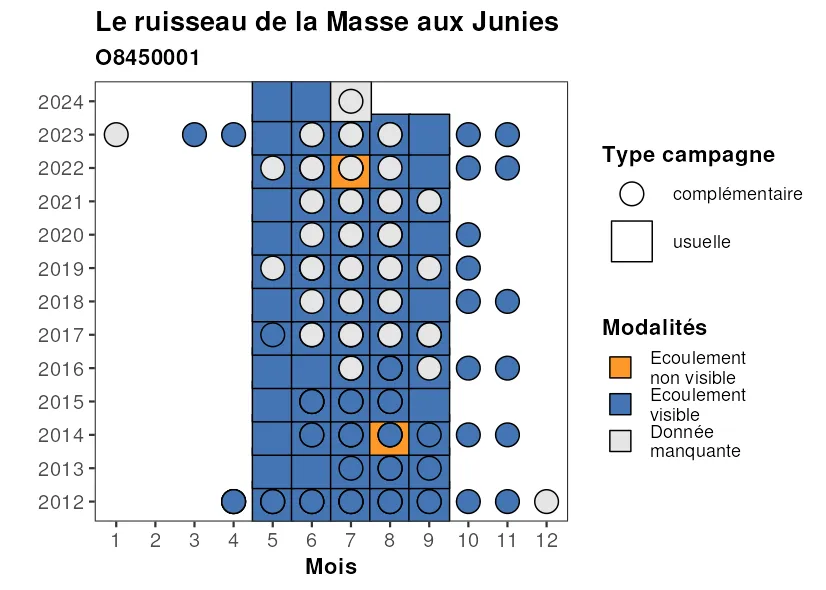 Le ruisseau de la Masse aux Junies
O8450001
2024
2023
2022
2021
2020
2019
2018
2017
2016
2015
2014
2013
2012
1 2 3 4 5 6 7 8 9 10 11 12
Mois
Type campagne
complémentaire
usuelle
Modalités
Ecoulement
non visible
Ecoulement
visible
Donnée
manquante